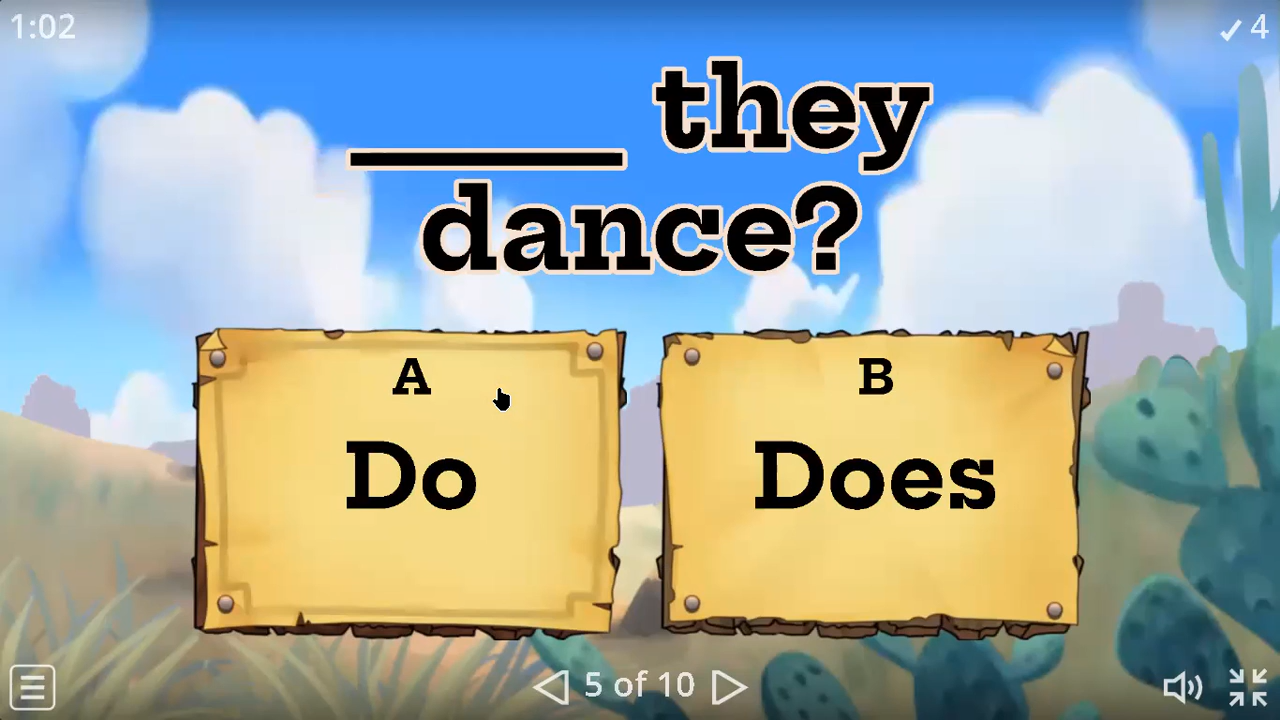 1:02
✓ 4
_____ they
dance?
A
Do
B
Does
5 of 10